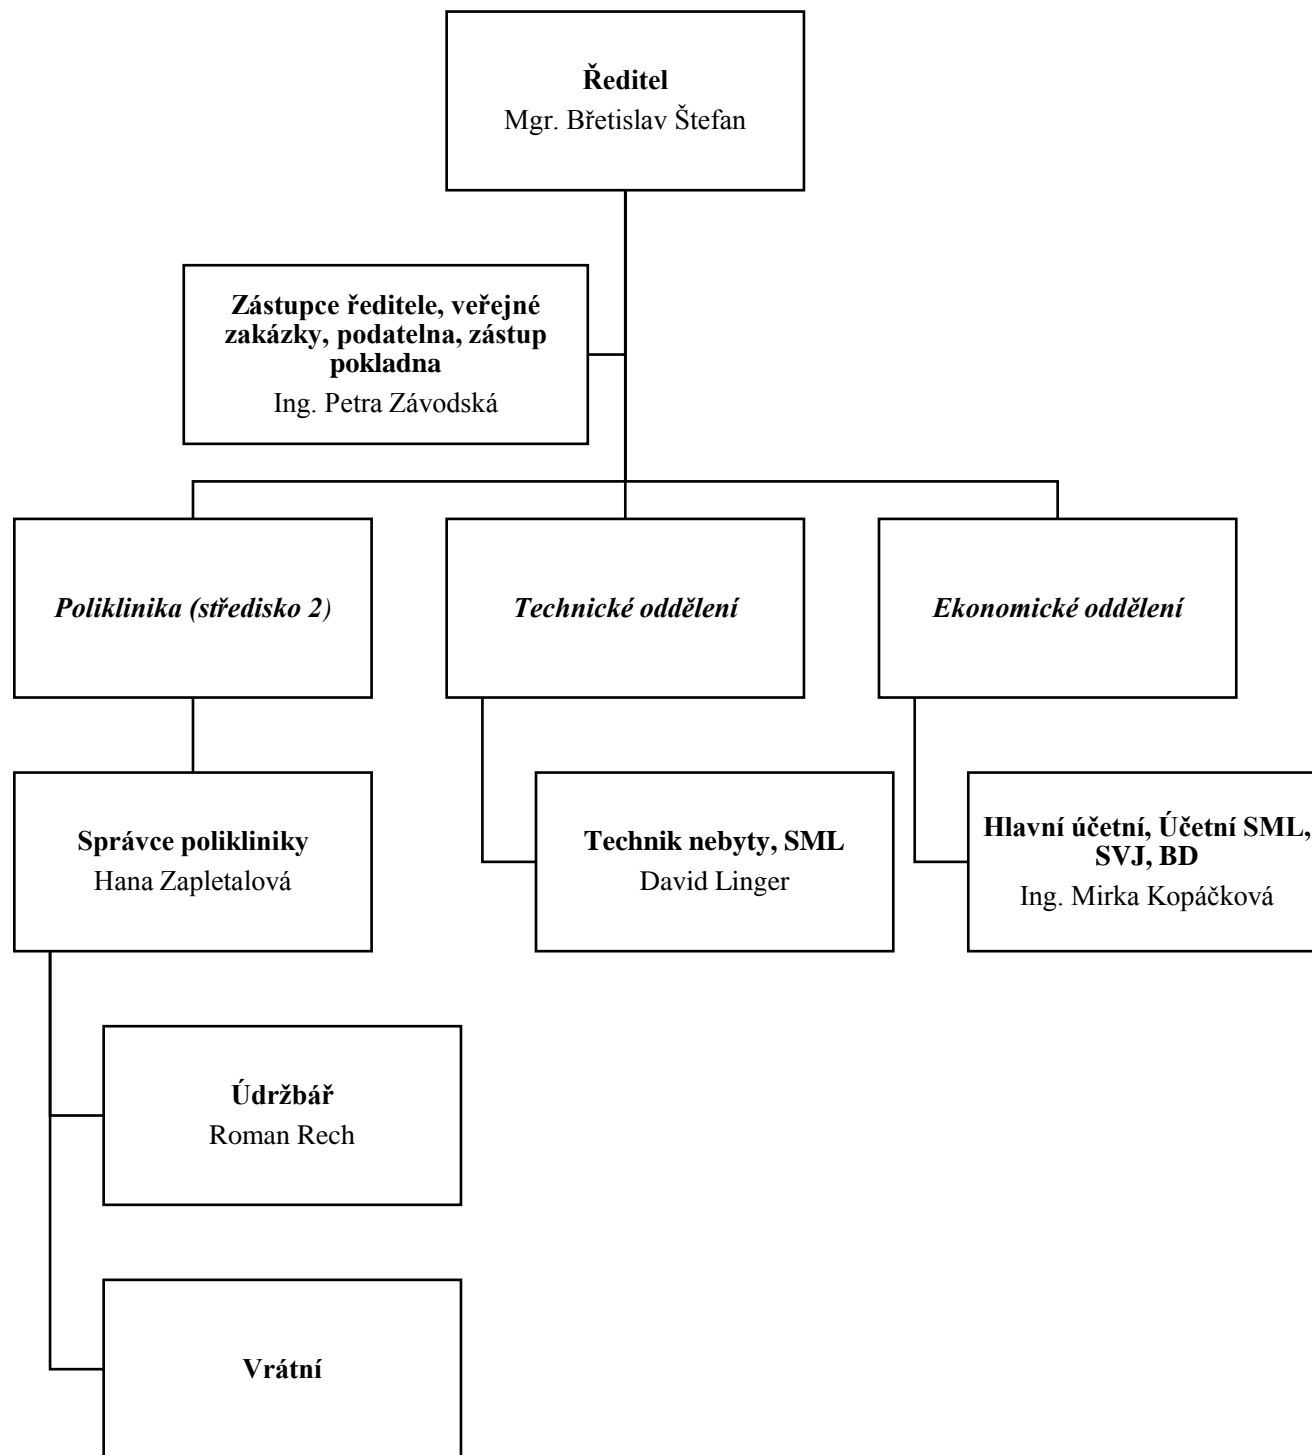 Ředitel
Mgr. Břetislav Štefan
Zástupce ředitele, veřejné
zakázky, podatelna, zástup
pokladna
Ing. Petra Závodská
Poliklinika (středisko 2)
Technické oddělení
Ekonomické oddělení
Správce polikliniky
Hana Zapletalová
Technik nebyty, SML
David Linger
Hlavní účetní, Účetní SML,
SVJ, BD
Ing. Mirka Kopáčková
Údržbář
Roman Rech
Vrátní